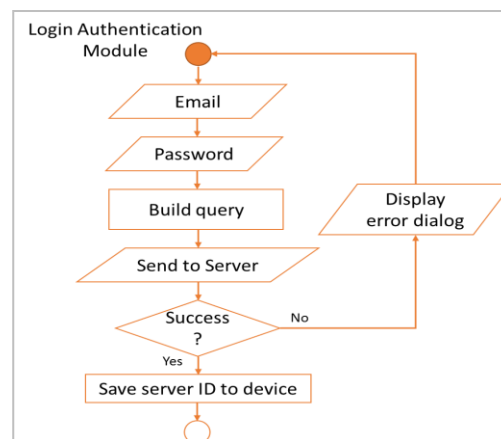 Login Authentication
Module
Email
Password
Build query
Send to Server
Display
error dialog
Success
?
No
Yes
Save server ID to device